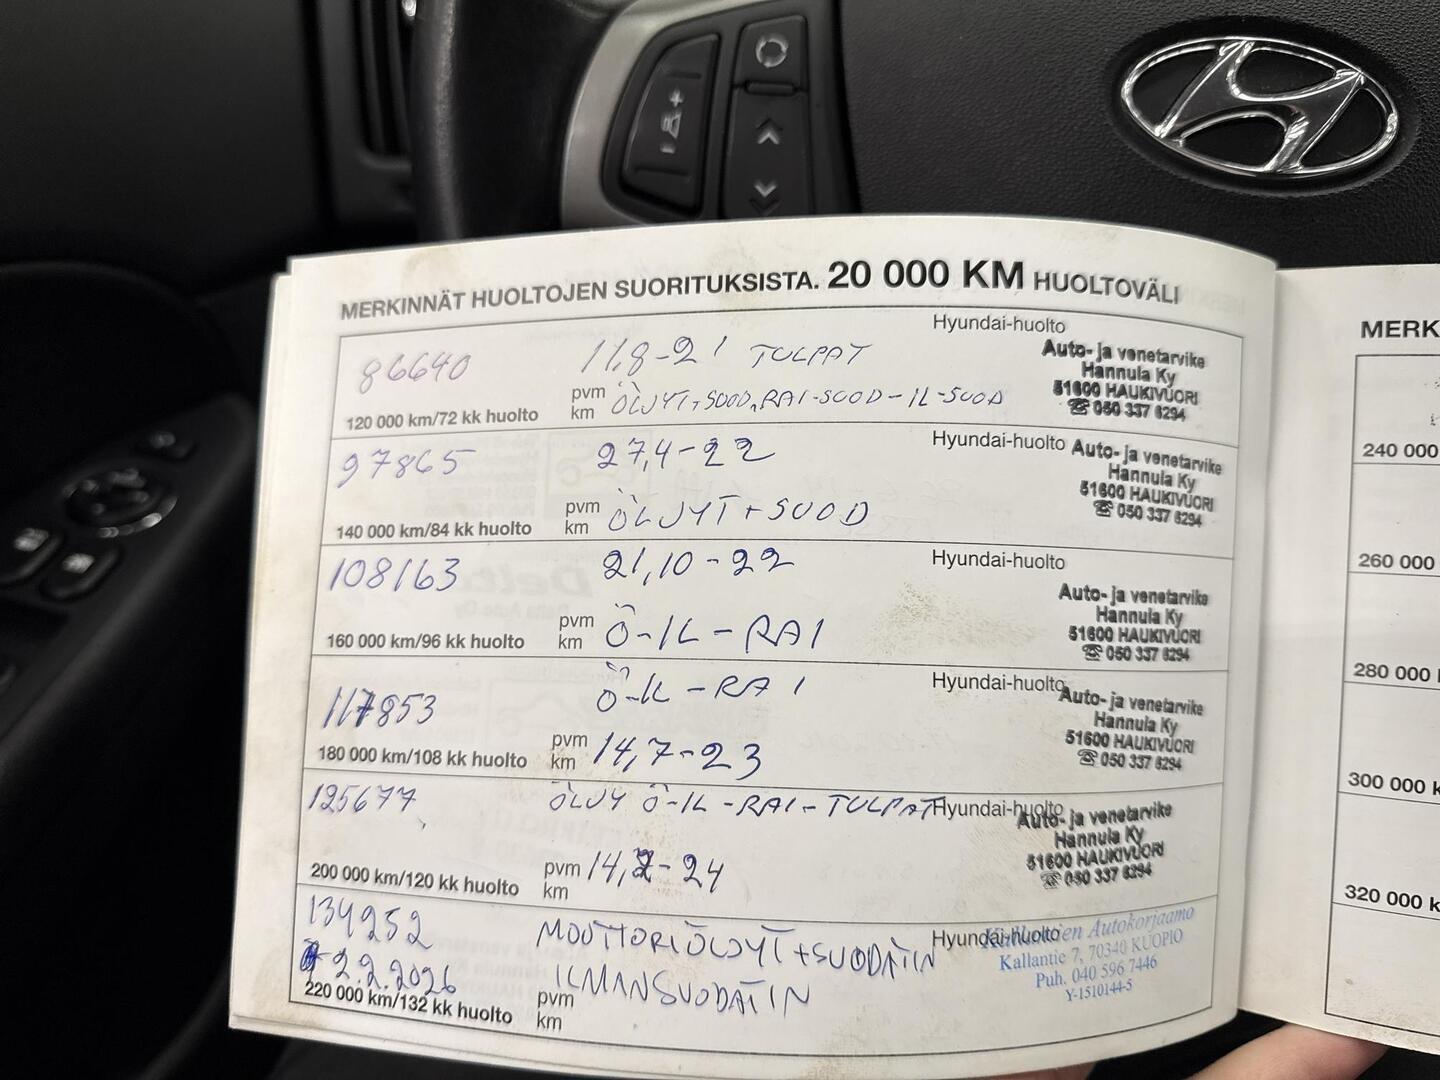 MERKINNÄT HUOLTOJEN SUORITUKSISTA. 20 000 KM HUOLTOVÄLI
86640
11,8-21 TULPAT
Hyundai-huolto
Auto- ja venetarvike
Hannula Ky
51600 HAUKIVUORI
☎ 050 337 8294
120 000 km/72 kk huolto
pvm
km
ÖLJYT+SUOD, RAI-SUOD-IL-SUOD
97865
27,4-22
Hyundai-huolto
Auto- ja venetarvike
Hannula Ky
51600 HAUKIVUORI
☎ 050 337 8294
140 000 km/84 kk huolto
pvm
km
ÖLJYT+SUOD
108163
21,10-22
Hyundai-huolto
Auto- ja venetarvike
Hannula Ky
51600 HAUKIVUORI
☎ 050 337 8294
160 000 km/96 kk huolto
pvm
km
Ö-IL-RAI
117853
Ö-IL-RAI
Hyundai-huolto
Auto- ja venetarvike
Hannula Ky
51600 HAUKIVUORI
☎ 050 337 8294
180 000 km/108 kk huolto
pvm
km
14,7-23
125677
ÖLJY Ö-IL-RAI-TULPAT
Hyundai-huolto
Auto- ja venetarvike
Hannula Ky
51600 HAUKIVUORI
☎ 050 337 8294
200 000 km/120 kk huolto
pvm
km
14,2-24
134252
2.2.2026
MOOTTORIÖLJYT+SUODATIN
ILMANSUODATIN
Hyundai-huolto
Autokorjaamo
Kallantie 7, 70340 KUOPIO
Puh. 040 596 7446
Y-1510144-5
220 000 km/132 kk huolto
pvm
km
MERK
240 000
260 000
280 000
300 000 k
320 000 k